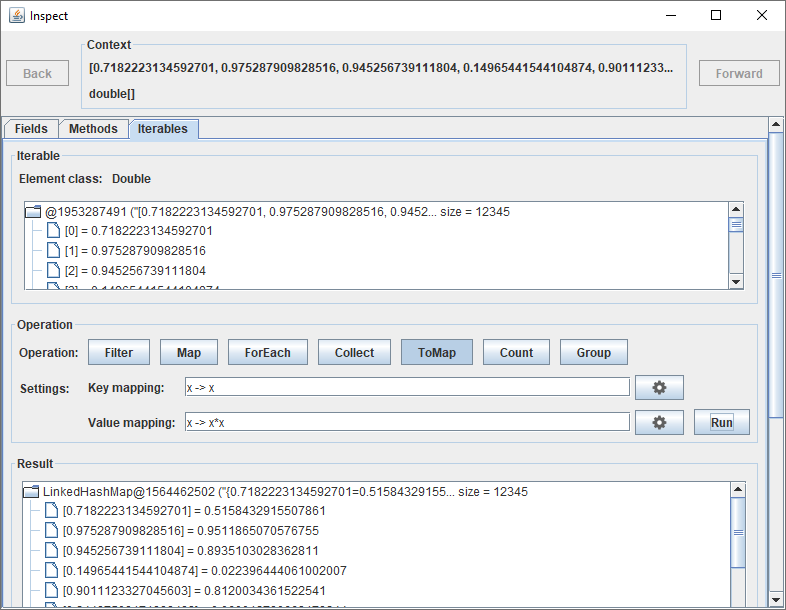 Inspect
Context
Back
[0.7182223134592701, 0.975287909828516, 0.945256739111804, 0.14965441544104874, 0.90111233...
Forward
double[]
Fields Methods Iterables
Iterable
Element class: Double
@1953287491 ("[0.7182223134592701, 0.975287909828516, 0.9452... size = 12345
[0] = 0.7182223134592701
[1] = 0.975287909828516
[2] = 0.945256739111804
[3] = 0.14965441544104874
Operation
Operation: Filter Map ForEach Collect ToMap Count Group
Settings: Key mapping: x -> x
Value mapping: x -> x*x Run
Result
LinkedHashMap@1564462502 ("{0.7182223134592701=0.51584329155... size = 12345
[0.7182223134592701] = 0.5158432915507861
[0.975287909828516] = 0.9511865070576755
[0.945256739111804] = 0.8935103028362811
[0.14965441544104874] = 0.022396444061002007
[0.9011123327045603] = 0.8120034361522541